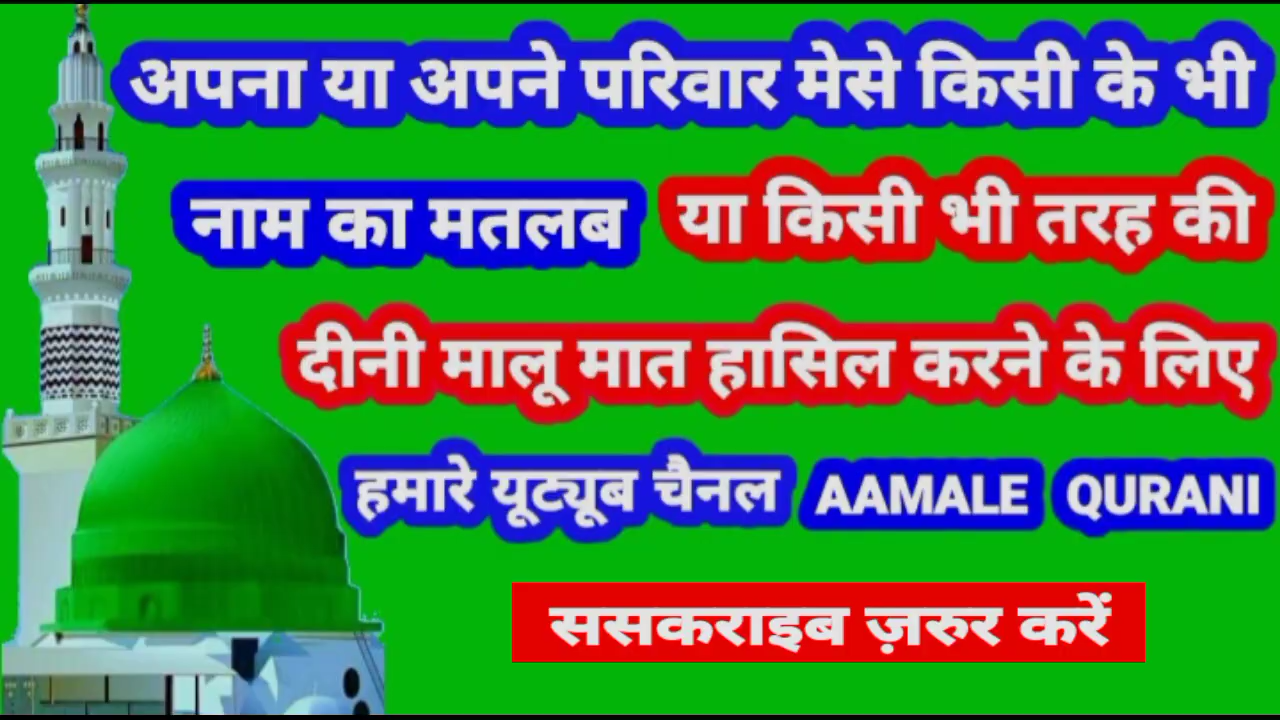 अपना या अपने परिवार मेसे किसी के भी
नाम का मतलब या किसी भी तरह की
दीनी मालू मात हासिल करने के लिए
हमारे यूट्यूब चैनल AAMALE QURANI
ससकराइब ज़रुर करें